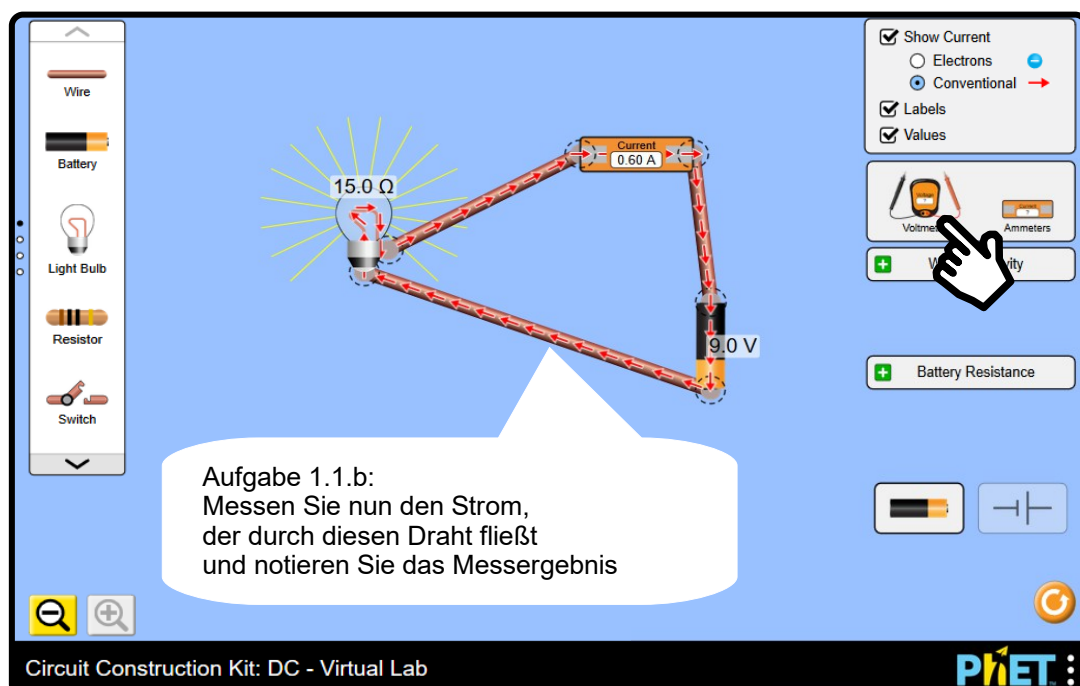 Wire
Battery
Light Bulb
Resistor
Switch
15.0 Ω
Current
0.60 A
9.0 V
Show Current
Electrons
Conventional
Labels
Values
Voltage
?
Current
?
Ammeters
Battery Resistance
Aufgabe 1.1.b:
Messen Sie nun den Strom,
der durch diesen Draht fließt
und notieren Sie das Messergebnis
Circuit Construction Kit: DC - Virtual Lab
PhET